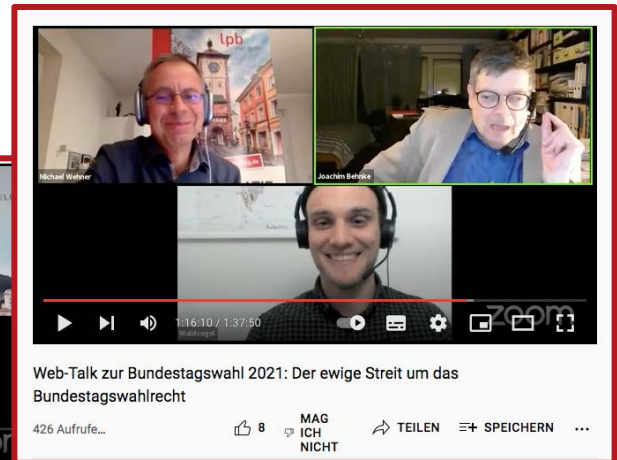 lpb
Michael Wehner
Joachim Behnke
1:16:10 / 1:37:50
Waldvogel
zoom
Web-Talk zur Bundestagswahl 2021: Der ewige Streit um das
Bundestagswahlrecht
426 Aufrufe...
8
MAG
ICH
NICHT
TEILEN
SPEICHERN
...